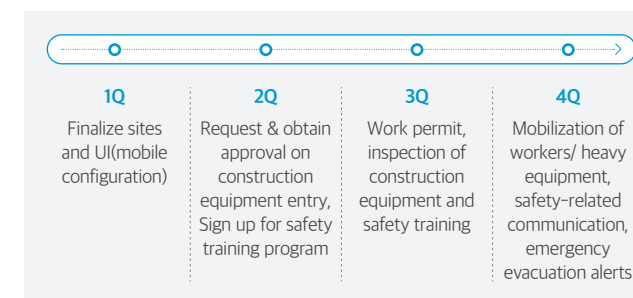 1Q
Finalize sites
and UI(mobile
configuration)
2Q
Request & obtain
approval on
construction
equipment entry,
Sign up for safety
training program
3Q
Work permit,
inspection of
construction
equipment and
safety training
4Q
Mobilization of
workers/ heavy
equipment,
safety-related
communication,
emergency
evacuation alerts